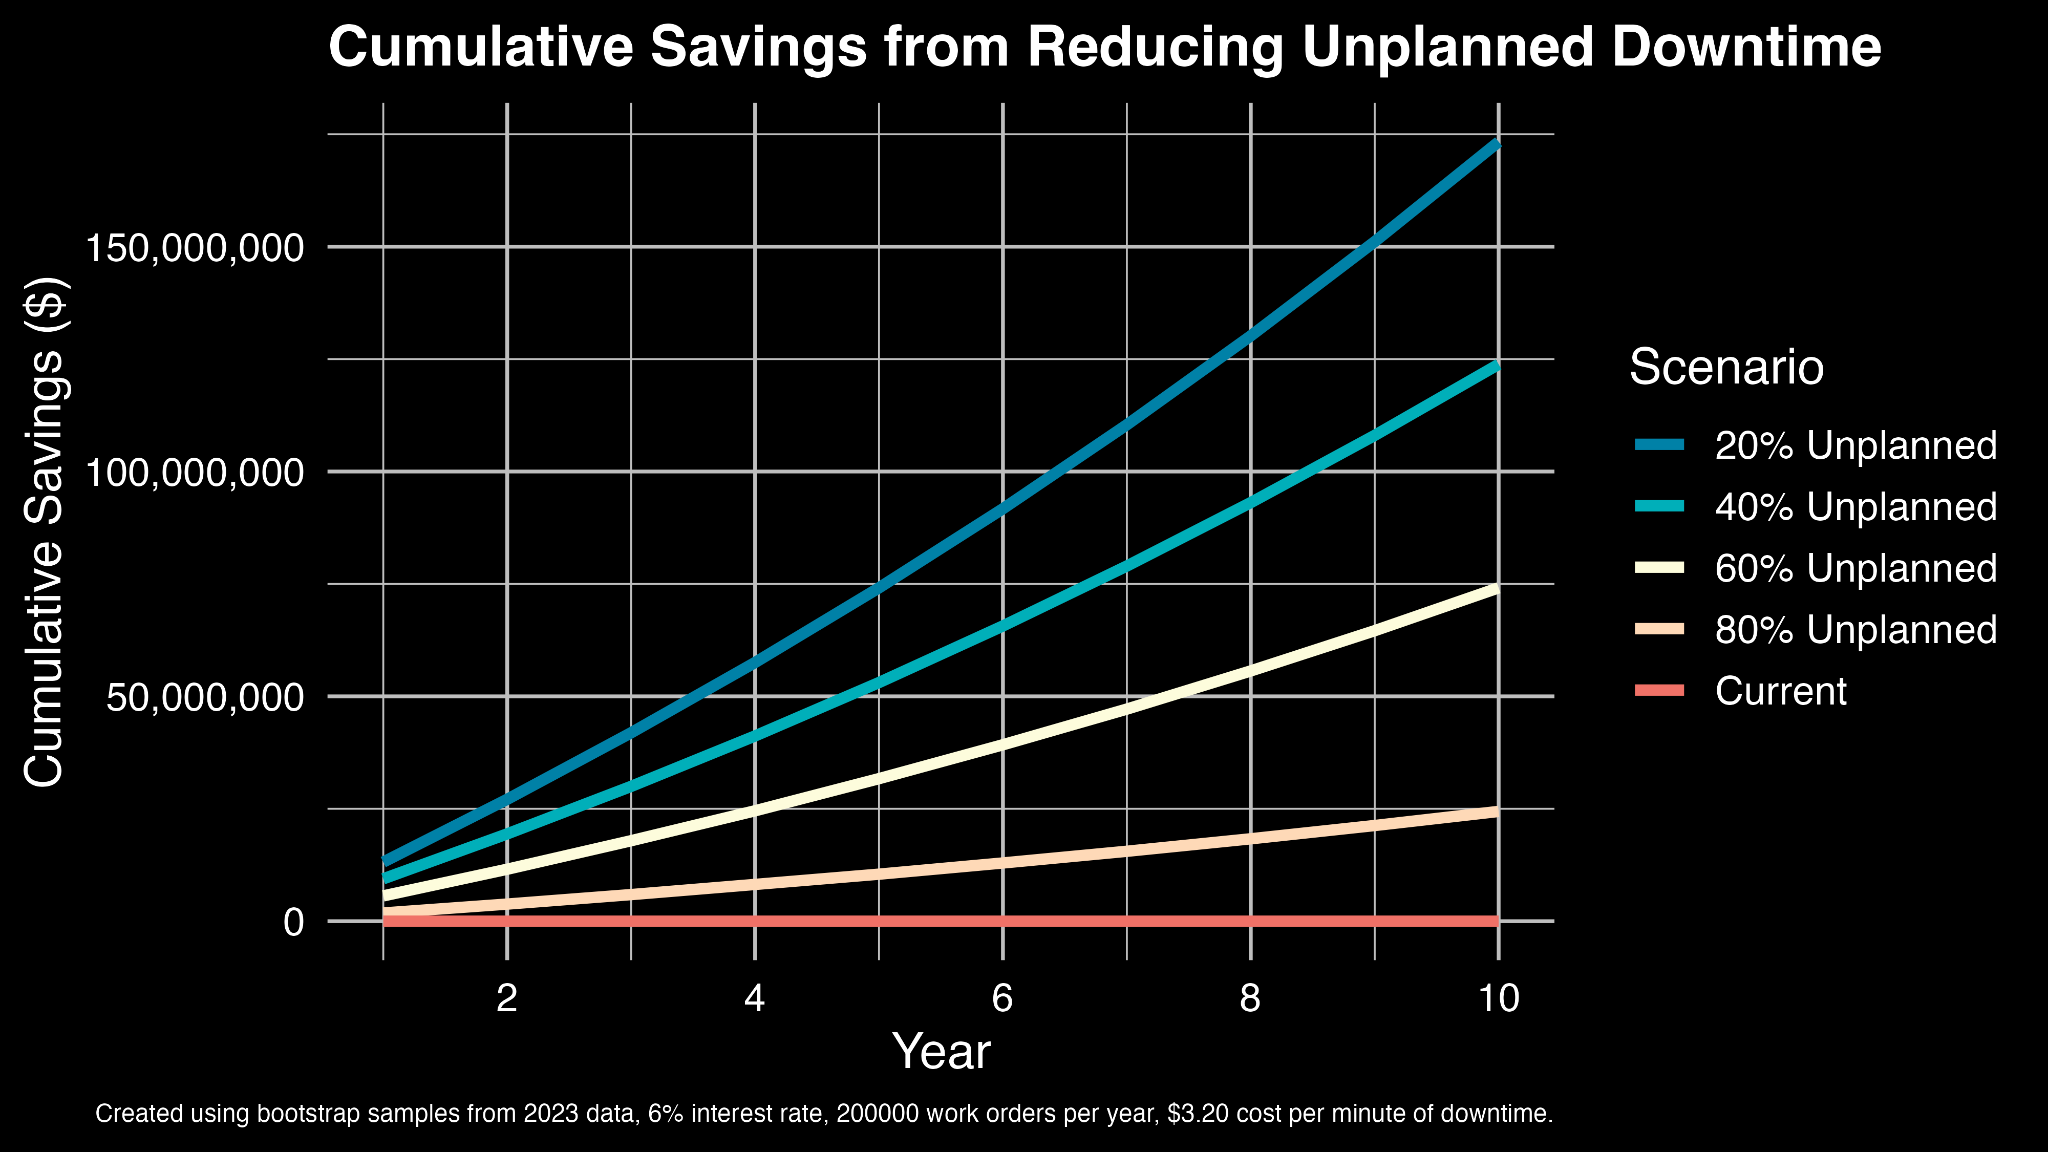 Cumulative Savings from Reducing Unplanned Downtime
Cumulative Savings ($)
150,000,000
100,000,000
50,000,000
0
2 4 6 8 10
Year
Scenario
20% Unplanned
40% Unplanned
60% Unplanned
80% Unplanned
Current
Created using bootstrap samples from 2023 data, 6% interest rate, 200000 work orders per year, $3.20 cost per minute of downtime.